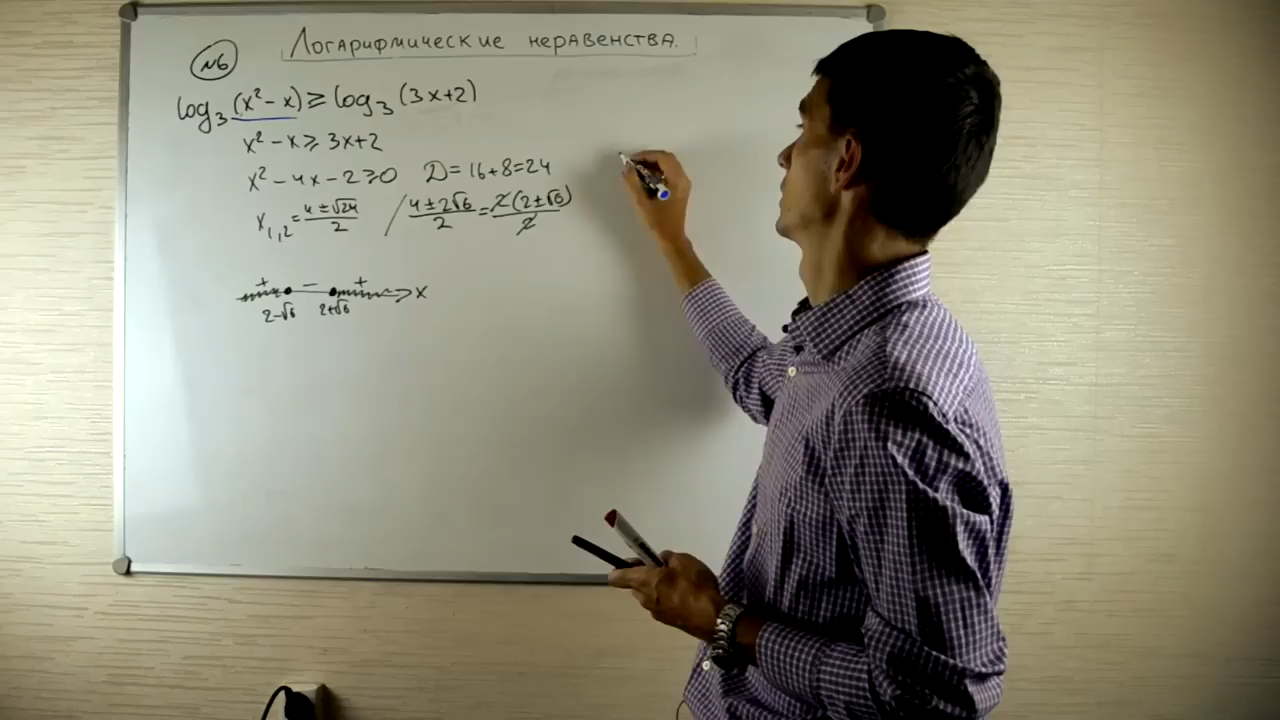 Логарифмические неравенства.
№6
log₃(x² - x) ≥ log₃(3x+2)
x² - x ≥ 3x+2
x² - 4x - 2 ≥ 0 D = 16+8=24
x₁,₂ = (4 ± √24)/2 / (4 ± 2√6)/2 = 2(2±√6)/2
+ - +
x
2-√6 2+√6